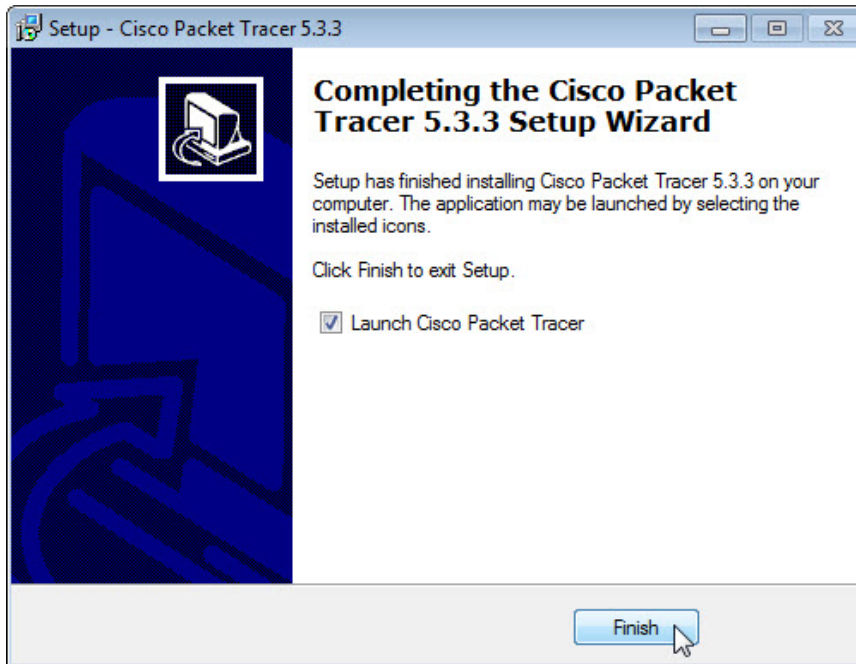 Setup - Cisco Packet Tracer 5.3.3
Completing the Cisco Packet
Tracer 5.3.3 Setup Wizard
Setup has finished installing Cisco Packet Tracer 5.3.3 on your
computer. The application may be launched by selecting the
installed icons.
Click Finish to exit Setup.
Launch Cisco Packet Tracer
Finish